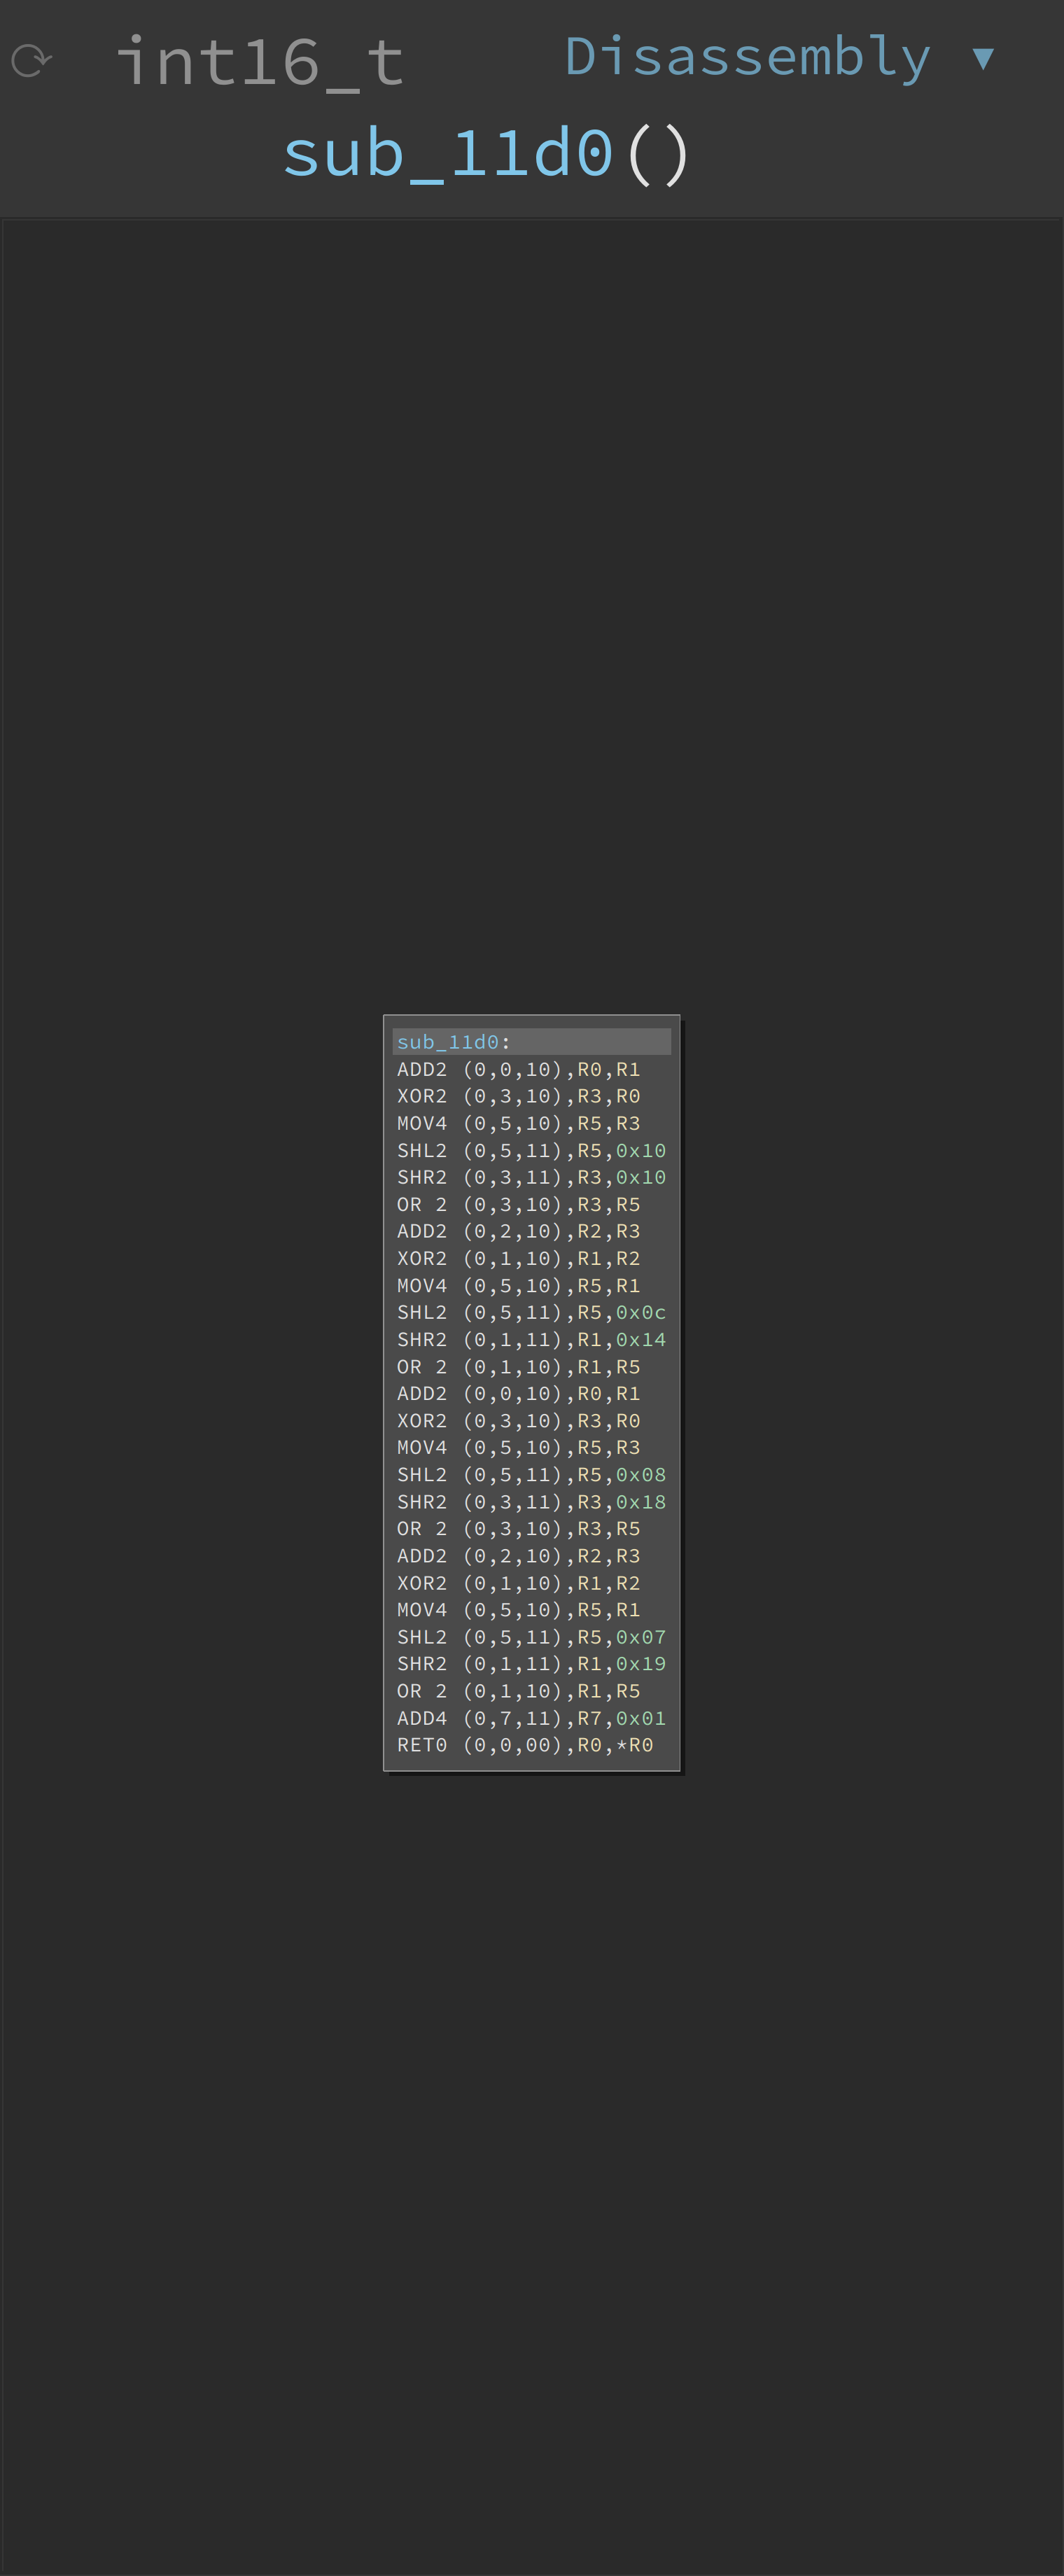 int16_t Disassembly ▼
sub_11d0()
sub_11d0:
ADD2 (0,0,10),R0,R1
XOR2 (0,3,10),R3,R0
MOV4 (0,5,10),R5,R3
SHL2 (0,5,11),R5,0x10
SHR2 (0,3,11),R3,0x10
OR 2 (0,3,10),R3,R5
ADD2 (0,2,10),R2,R3
XOR2 (0,1,10),R1,R2
MOV4 (0,5,10),R5,R1
SHL2 (0,5,11),R5,0x0c
SHR2 (0,1,11),R1,0x14
OR 2 (0,1,10),R1,R5
ADD2 (0,0,10),R0,R1
XOR2 (0,3,10),R3,R0
MOV4 (0,5,10),R5,R3
SHL2 (0,5,11),R5,0x08
SHR2 (0,3,11),R3,0x18
OR 2 (0,3,10),R3,R5
ADD2 (0,2,10),R2,R3
XOR2 (0,1,10),R1,R2
MOV4 (0,5,10),R5,R1
SHL2 (0,5,11),R5,0x07
SHR2 (0,1,11),R1,0x19
OR 2 (0,1,10),R1,R5
ADD4 (0,7,11),R7,0x01
RET0 (0,0,00),R0,*R0